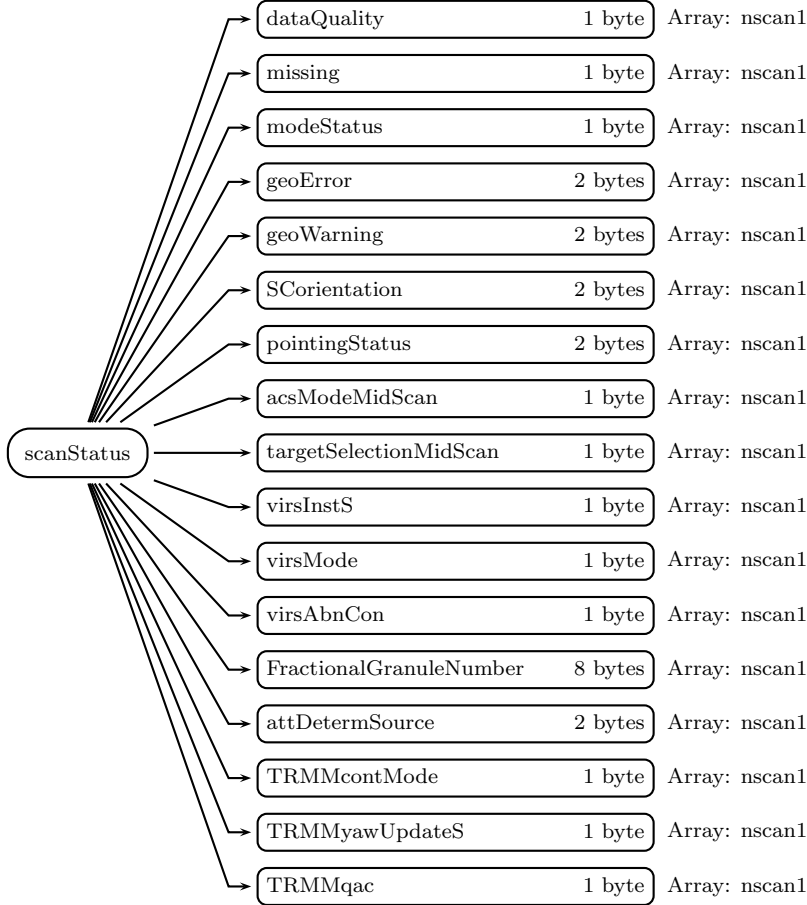 dataQuality 1 byte Array: nscan1
missing 1 byte Array: nscan1
modeStatus 1 byte Array: nscan1
geoError 2 bytes Array: nscan1
geoWarning 2 bytes Array: nscan1
SCorientation 2 bytes Array: nscan1
pointingStatus 2 bytes Array: nscan1
acsModeMidScan 1 byte Array: nscan1
scanStatus targetSelectionMidScan 1 byte Array: nscan1
virsInstS 1 byte Array: nscan1
virsMode 1 byte Array: nscan1
virsAbnCon 1 byte Array: nscan1
FractionalGranuleNumber 8 bytes Array: nscan1
attDetermSource 2 bytes Array: nscan1
TRMMcontMode 1 byte Array: nscan1
TRMMyawUpdateS 1 byte Array: nscan1
TRMMqac 1 byte Array: nscan1